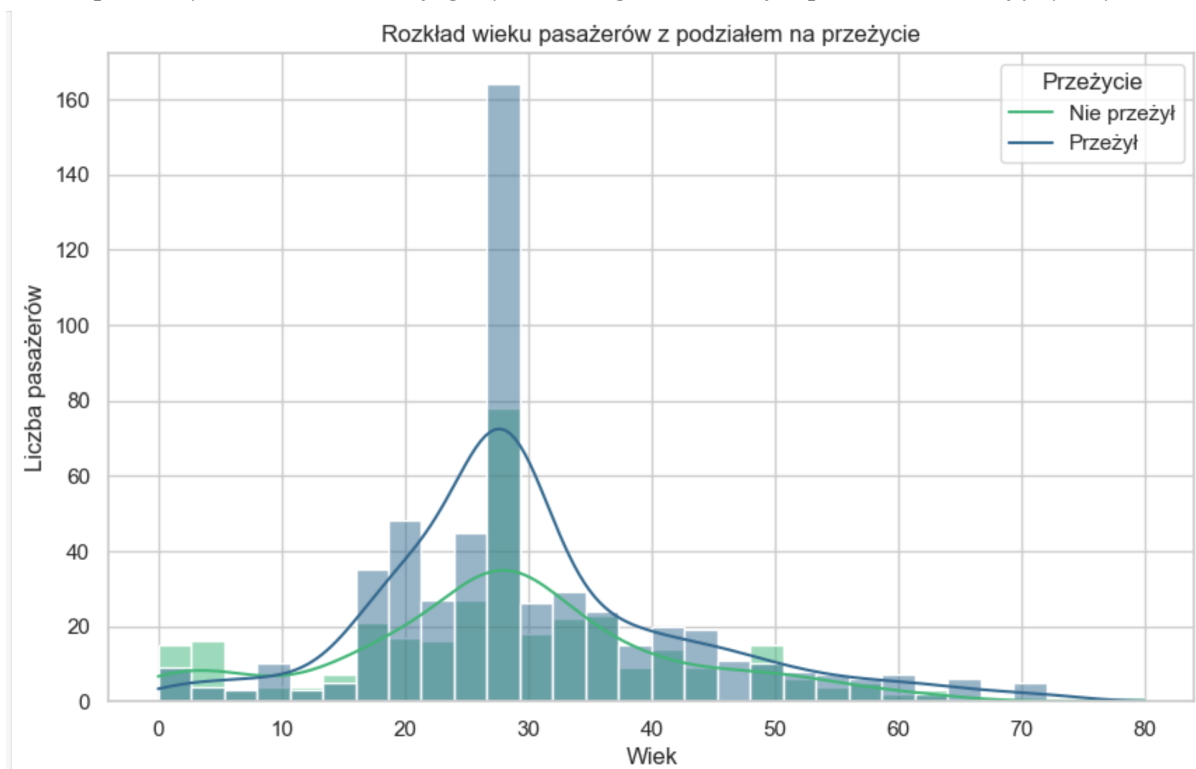 Rozkład wieku pasażerów z podziałem na przeżycie
Przeżycie
Nie przeżył
Przeżył
Liczba pasażerów
160
140
120
100
80
60
40
20
0
0 10 20 30 40 50 60 70 80
Wiek